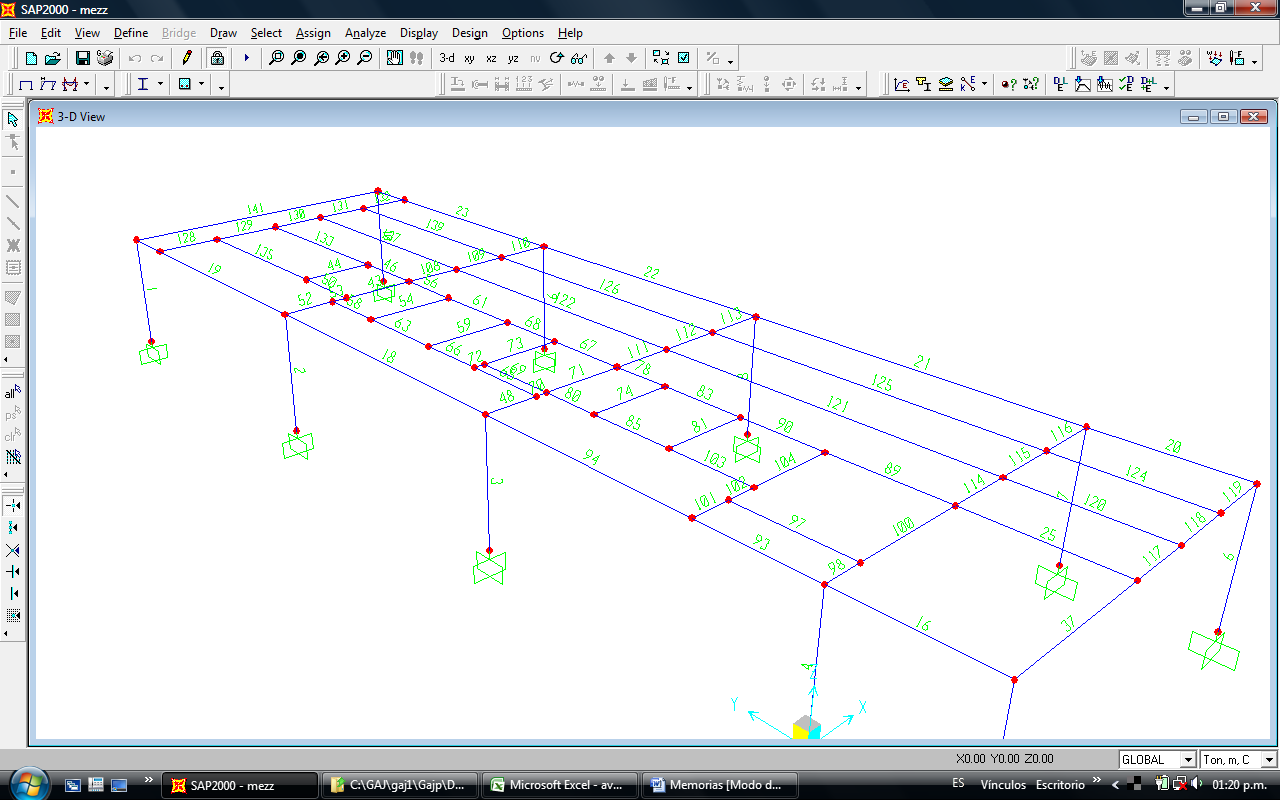 SAP2000 - mezz
File Edit View Define Bridge Draw Select Assign Analyze Display Design Options Help
3-d xy xz yz nv
3-D View
all
ps
clr
141 132 23
128 129 130 131 139 110 22
19 135 133 109 126
44 46 106 122
52 54 61 113
63 59 68 112 21
18 66 73 67 111 125
72 71 78 121
48 80 74 83 116 20
85 81 90 115 124
94 103 104 89 114 119
101 102 120 118
97 100 25 117
93 98
16 37
1
2
3
4
6
Y X Z
X0.00 Y0.00 Z0.00
GLOBAL
Ton, m, C
SAP2000 - mezz
C:\GAJ\gaj1\Gajp\D...
Microsoft Excel - av...
Memorias [Modo d...
ES
Vínculos
Escritorio
01:20 p.m.